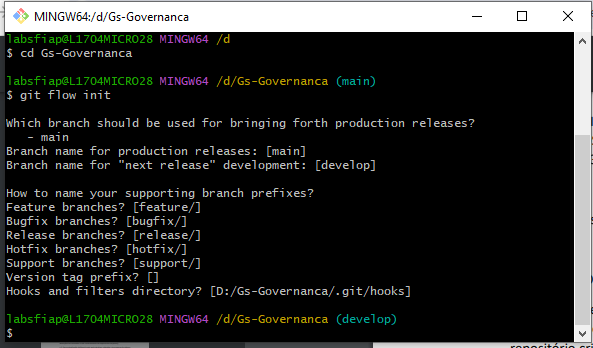 MINGW64:/d/Gs-Governanca
labsfiap@L1704MICRO28 MINGW64 /d
$ cd Gs-Governanca
labsfiap@L1704MICRO28 MINGW64 /d/Gs-Governanca (main)
$ git flow init
Which branch should be used for bringing forth production releases?
   - main
Branch name for production releases: [main]
Branch name for "next release" development: [develop]
How to name your supporting branch prefixes?
Feature branches? [feature/]
Bugfix branches? [bugfix/]
Release branches? [release/]
Hotfix branches? [hotfix/]
Support branches? [support/]
Version tag prefix? []
Hooks and filters directory? [D:/Gs-Governanca/.git/hooks]
labsfiap@L1704MICRO28 MINGW64 /d/Gs-Governanca (develop)
$